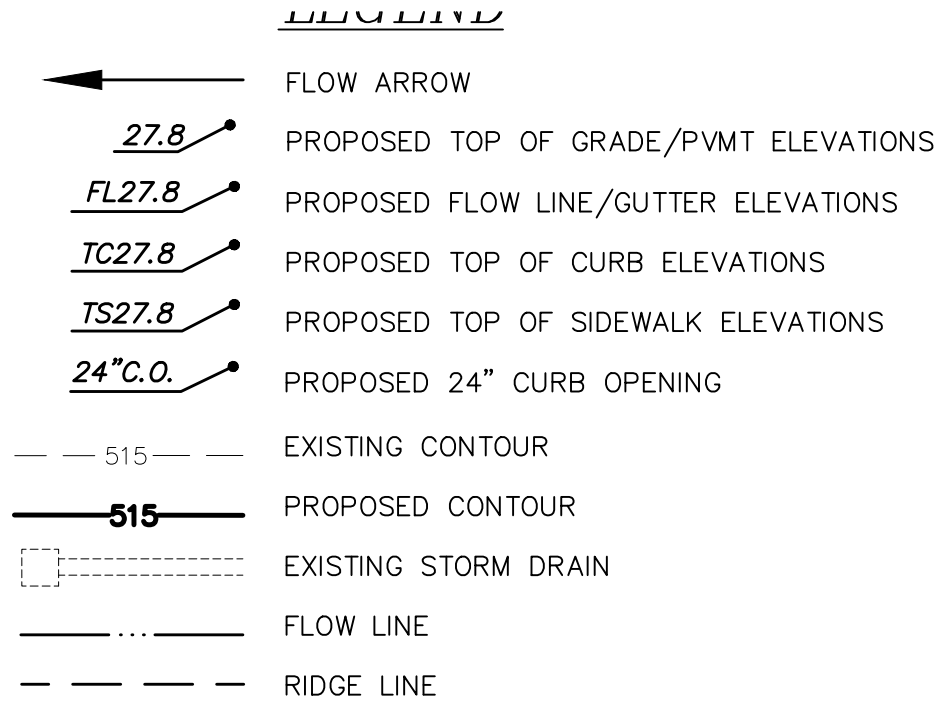 LEGEND
FLOW ARROW
27.8 PROPOSED TOP OF GRADE/PVMT ELEVATIONS
FL27.8 PROPOSED FLOW LINE/GUTTER ELEVATIONS
TC27.8 PROPOSED TOP OF CURB ELEVATIONS
TS27.8 PROPOSED TOP OF SIDEWALK ELEVATIONS
24"C.O. PROPOSED 24" CURB OPENING
515 EXISTING CONTOUR
515 PROPOSED CONTOUR
EXISTING STORM DRAIN
FLOW LINE
RIDGE LINE